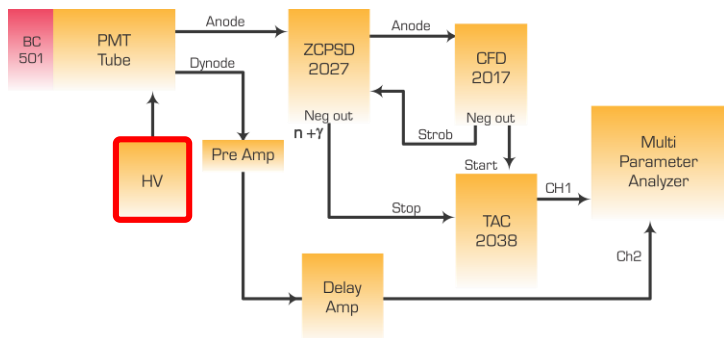 BC
501
PMT
Tube
Anode
Dynode
ZCPSD
2027
Neg out
n +γ
Anode
CFD
2017
Neg out
Strob
HV
Pre Amp
Start
Stop
TAC
2038
CH1
Multi
Parameter
Analyzer
Ch2
Delay
Amp